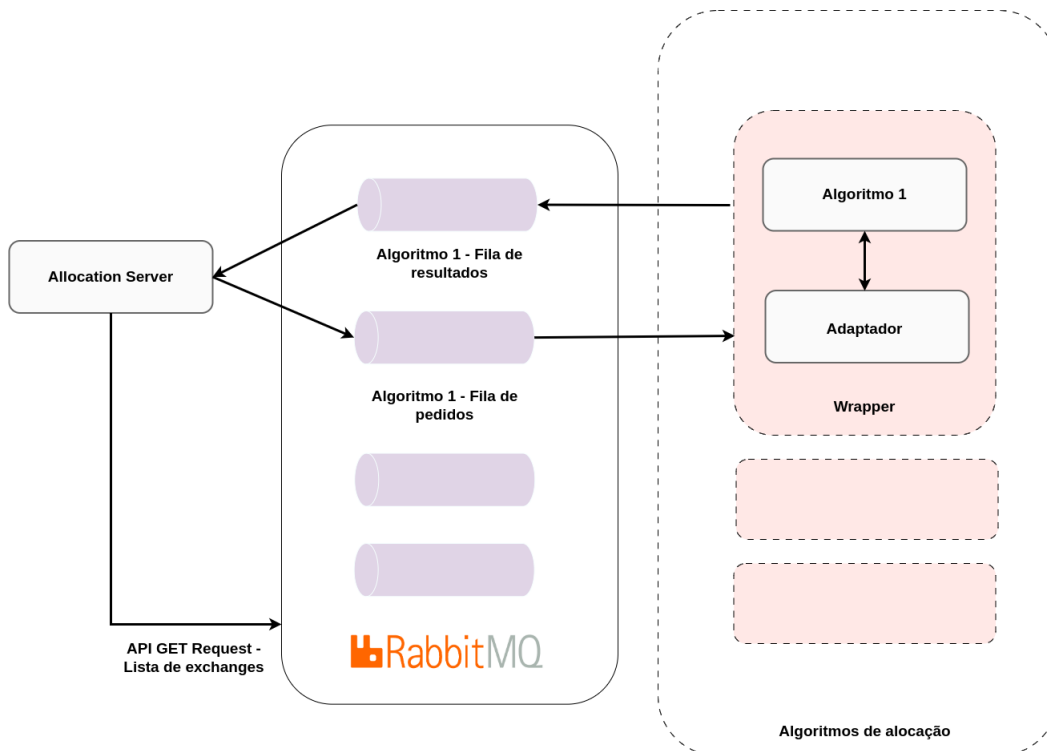 Algoritmo 1
Algoritmo 1 - Fila de
resultados
Allocation Server
Adaptador
Algoritmo 1 - Fila de
pedidos
Wrapper
API GET Request -
Lista de exchanges
RabbitMQ
Algoritmos de alocação